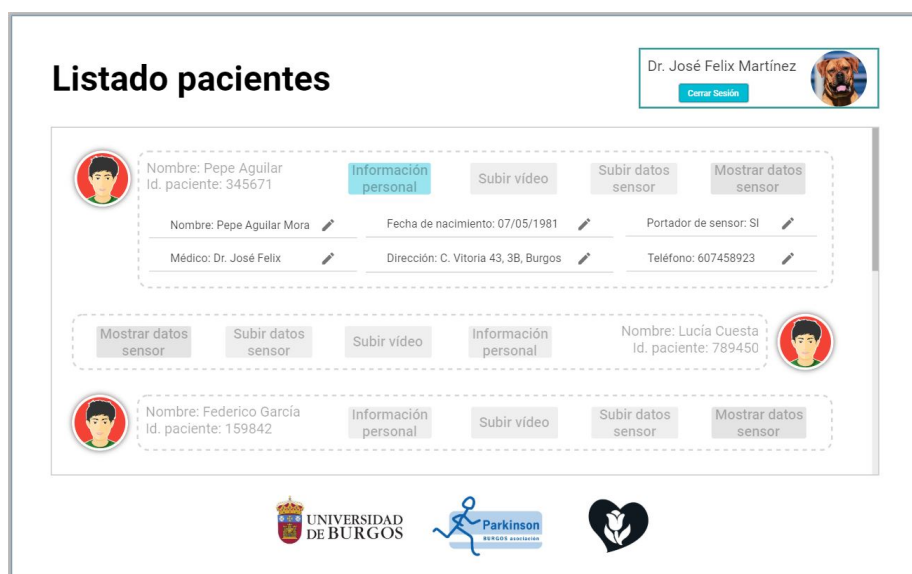 Listado pacientes
Dr. José Felix Martínez
Cerrar Sesión
Nombre: Pepe Aguilar
Id. paciente: 345671
Información
personal
Subir vídeo
Subir datos
sensor
Mostrar datos
sensor
Nombre: Pepe Aguilar Mora
Fecha de nacimiento: 07/05/1981
Portador de sensor: SI
Médico: Dr. José Felix
Dirección: C. Vitoria 43, 3B, Burgos
Teléfono: 607458923
Mostrar datos
sensor
Subir datos
sensor
Subir vídeo
Información
personal
Nombre: Lucía Cuesta
Id. paciente: 789450
Nombre: Federico García
Id. paciente: 159842
Información
personal
Subir vídeo
Subir datos
sensor
Mostrar datos
sensor
UNIVERSIDAD
DE BURGOS
Parkinson
BURGOS asociación